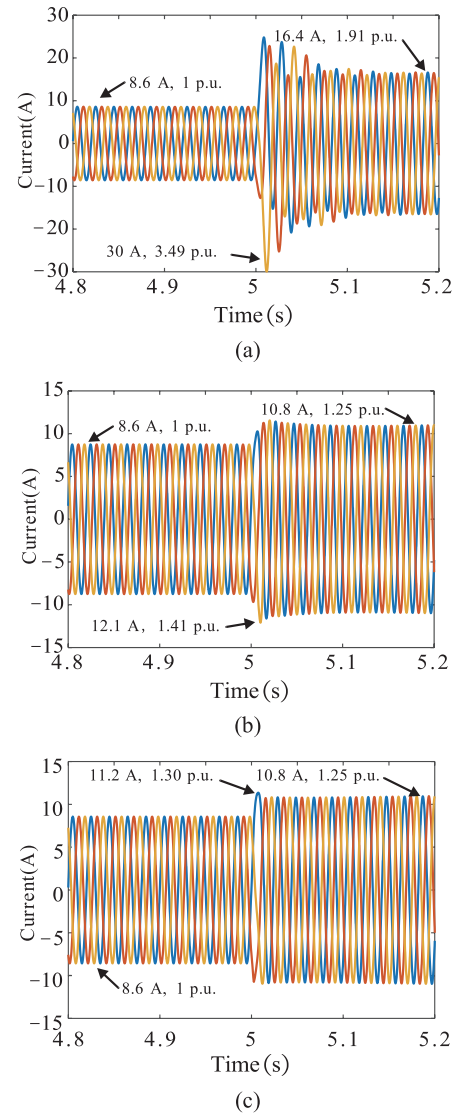 30
20
10
0
−10
−20
−30
Current(A)
16.4 A, 1.91 p.u.
8.6 A, 1 p.u.
30 A, 3.49 p.u.
4.8 4.9 5 5.1 5.2
Time(s)
(a)
15
10
5
0
−5
−10
−15
Current(A)
8.6 A, 1 p.u.
10.8 A, 1.25 p.u.
12.1 A, 1.41 p.u.
4.8 4.9 5 5.1 5.2
Time(s)
(b)
15
10
5
0
−5
−10
−15
Current(A)
11.2 A, 1.30 p.u.
10.8 A, 1.25 p.u.
8.6 A, 1 p.u.
4.8 4.9 5 5.1 5.2
Time(s)
(c)